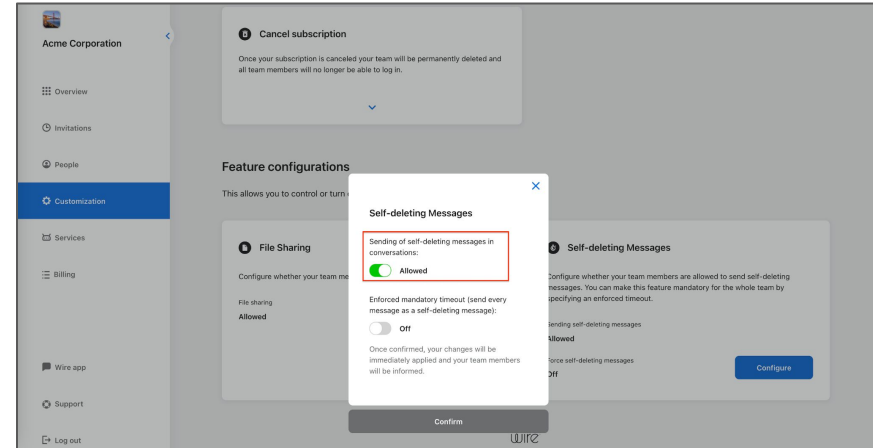 Acme Corporation
Overview
Invitations
People
Customization
Services
Billing
Wire app
Support
Log out
Cancel subscription
Once your subscription is canceled your team will be permanently deleted and
all team members will no longer be able to log in.
Feature configurations
This allows you to control or turn
File Sharing
Configure whether your team me
File sharing
Allowed
Self-deleting Messages
Sending of self-deleting messages in
conversations:
Allowed
Enforced mandatory timeout (send every
message as a self-deleting message):
Off
Once confirmed, your changes will be
immediately applied and your team members
will be informed.
Confirm
Self-deleting Messages
Configure whether your team members are allowed to send self-deleting
messages. You can make this feature mandatory for the whole team by
specifying an enforced timeout.
Sending self-deleting messages
Allowed
Force self-deleting messages
Off
Configure
wire